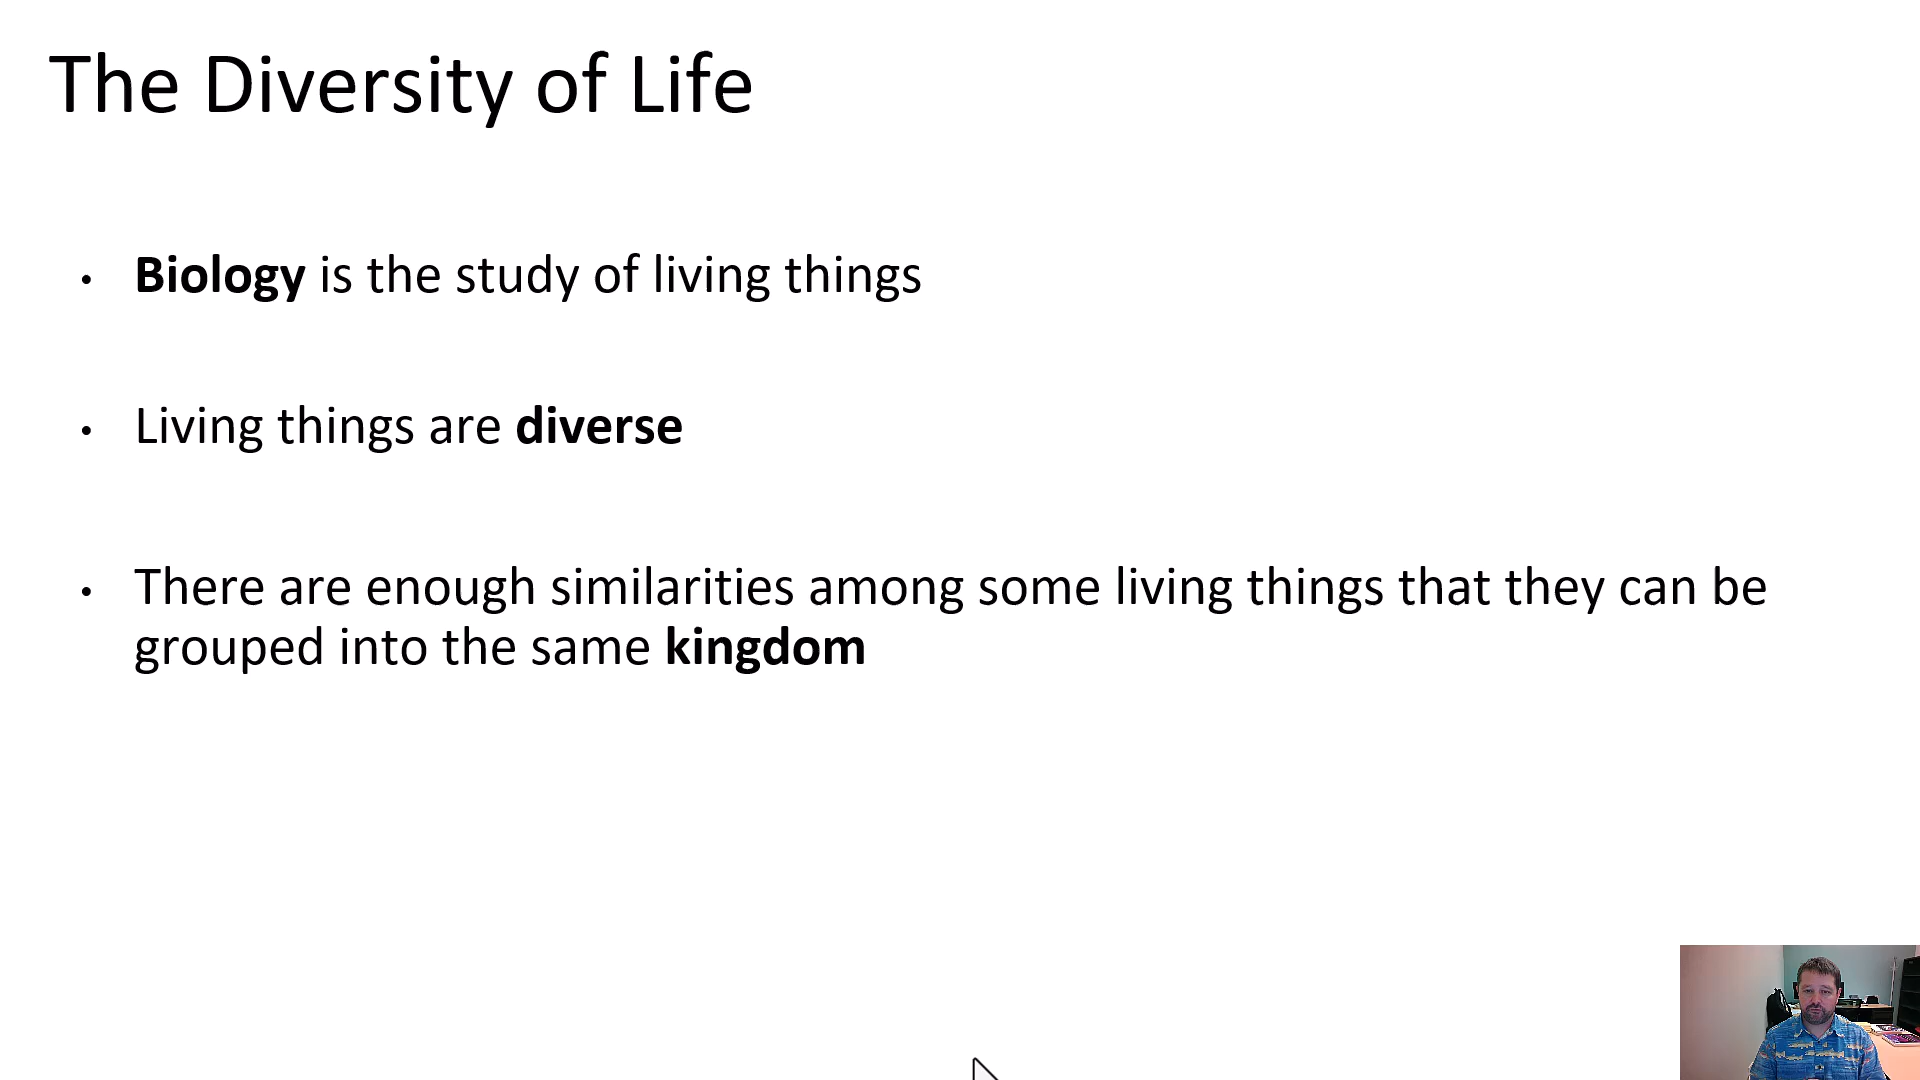 The Diversity of Life
• Biology is the study of living things
• Living things are diverse
• There are enough similarities among some living things that they can be
grouped into the same kingdom